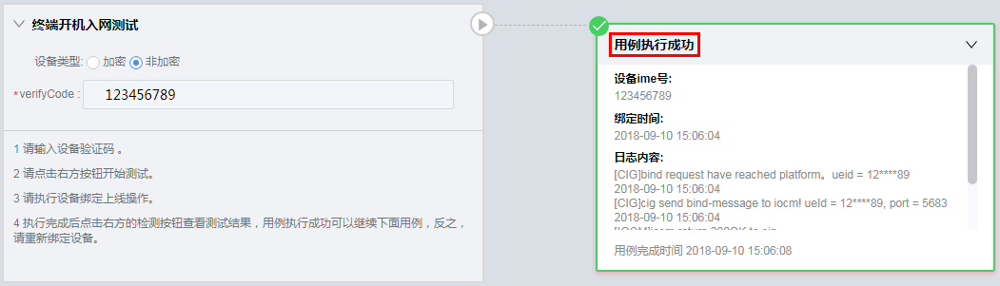 终端开机入网测试
设备类型: 加密 非加密
*verifyCode : 123456789
1 请输入设备验证码 。
2 请点击右方按钮开始测试。
3 请执行设备绑定上线操作。
4 执行完成后点击右方的检测按钮查看测试结果，用例执行成功可以继续下面用例，反之，
请重新绑定设备。
用例执行成功
设备ime号:
123456789
绑定时间:
2018-09-10 15:06:04
日志内容:
[CIG]bind request have reached platform。ueid = 12****89
2018-09-10 15:06:04
[CIG]cig send bind-message to iocm! ueId = 12****89, port = 5683
2018-09-10 15:06:04
用例完成时间 2018-09-10 15:06:08